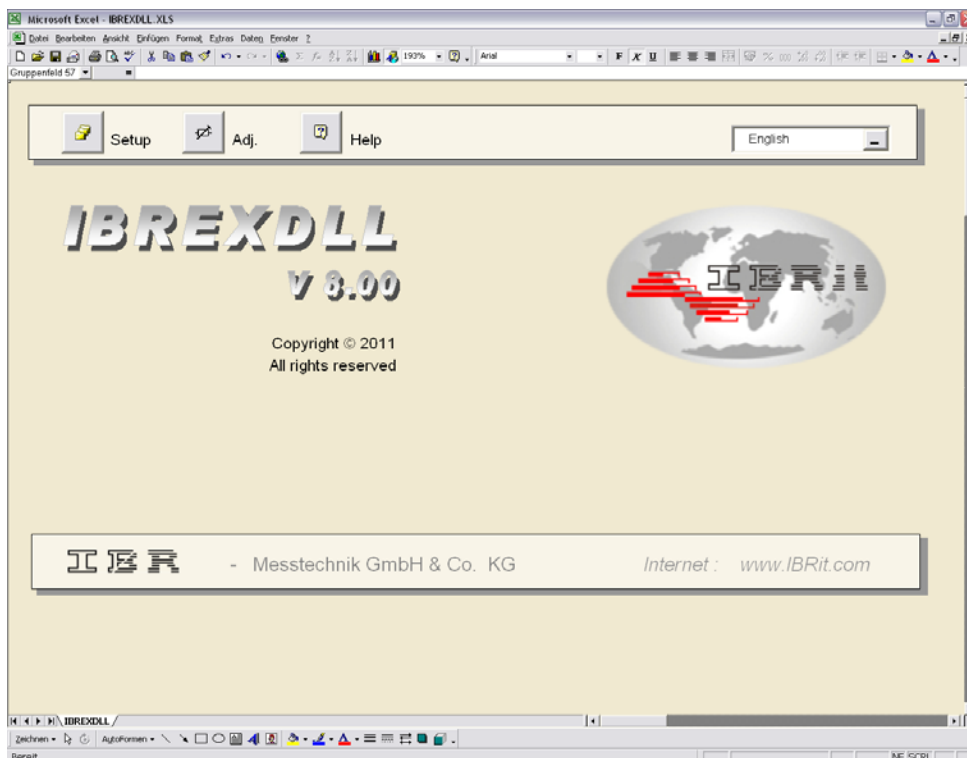 Microsoft Excel - IBREXDLL.XLS
Datei Bearbeiten Ansicht Einfügen Format Extras Daten Fenster ?
193% Arial F K U
Gruppenfeld 57
Setup Adj. Help English
IBREXDLL
V 8.00
IBRit
Copyright © 2011
All rights reserved
IBR - Messtechnik GmbH & Co. KG Internet : www.IBRit.com
IBREXDLL
Zeichnen AutoFormen
Bereit NF SCRL